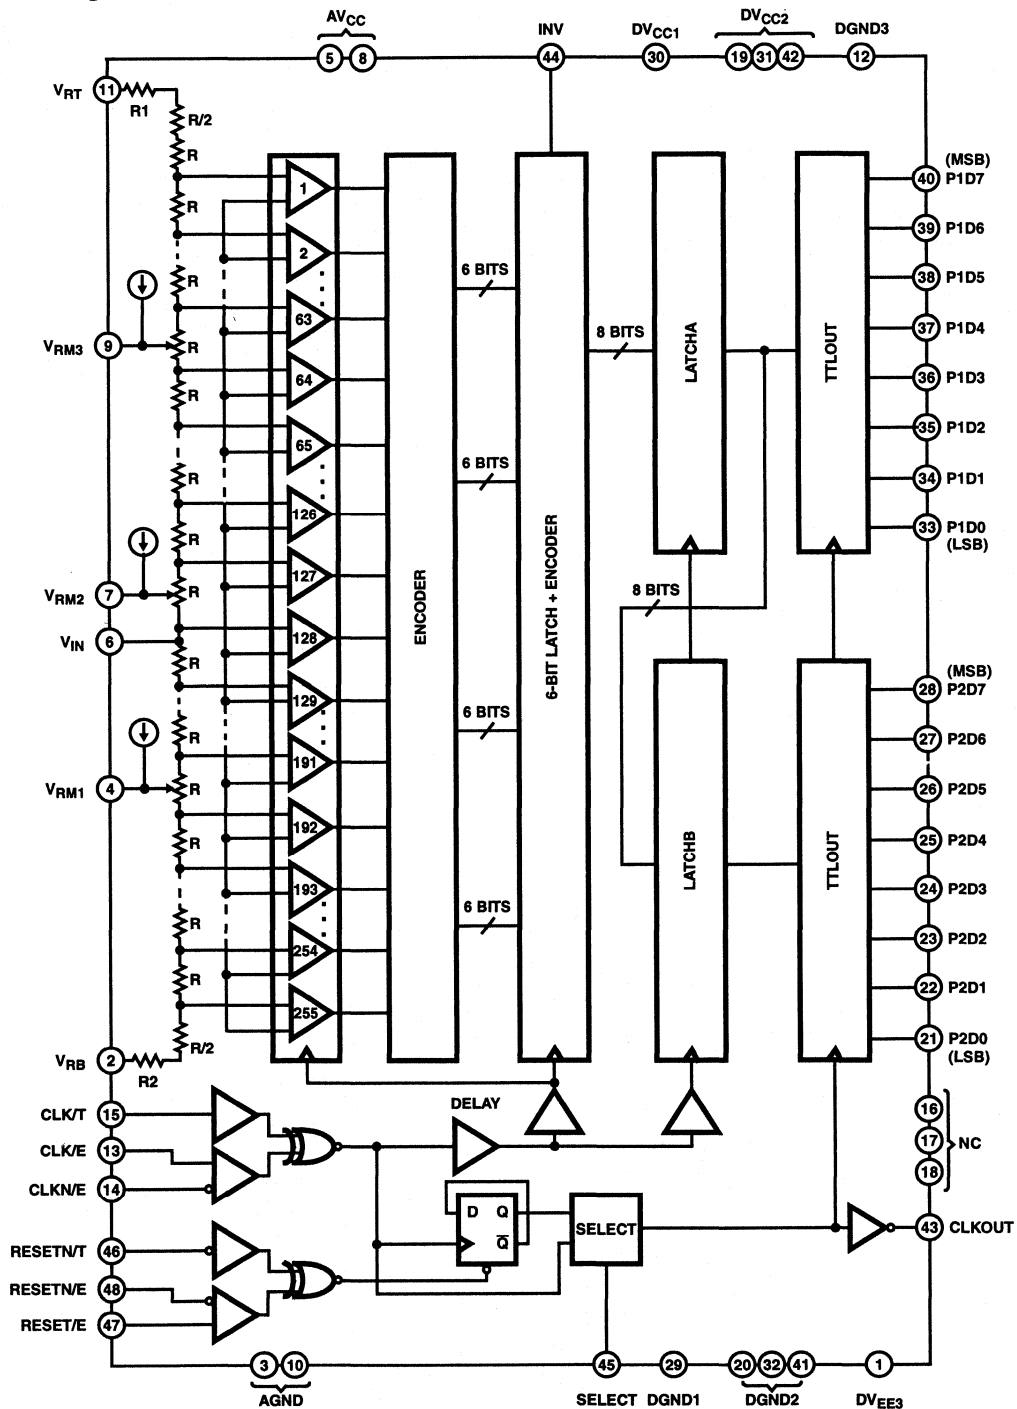 AVCC
INV
DVCC1
DVCC2
DGND3
5 8 44 30 19 31 42 12
VRT 11
R1
R/2
R
R
R
R
R
R
R
R
R
R
R
R
R
R
R/2
VRM3 9
VRM2 7
VIN 6
VRM1 4
VRB 2
R2
1
2
63
64
65
126
127
128
129
191
192
193
254
255
ENCODER
6 BITS
6 BITS
6 BITS
6 BITS
6-BIT LATCH + ENCODER
8 BITS
LATCHA
TTLOUT
8 BITS
LATCHB
TTLOUT
(MSB)
40 P1D7
39 P1D6
38 P1D5
37 P1D4
36 P1D3
35 P1D2
34 P1D1
33 P1D0
(LSB)
(MSB)
28 P2D7
27 P2D6
26 P2D5
25 P2D4
24 P2D3
23 P2D2
22 P2D1
21 P2D0
(LSB)
16
17 NC
18
43 CLKOUT
CLK/T 15
CLK/E 13
CLKN/E 14
RESETN/T 46
RESETN/E 48
RESET/E 47
DELAY
D Q
Q̅
SELECT
3 10 45 29 20 32 41 1
AGND
SELECT
DGND1
DGND2
DVEE3